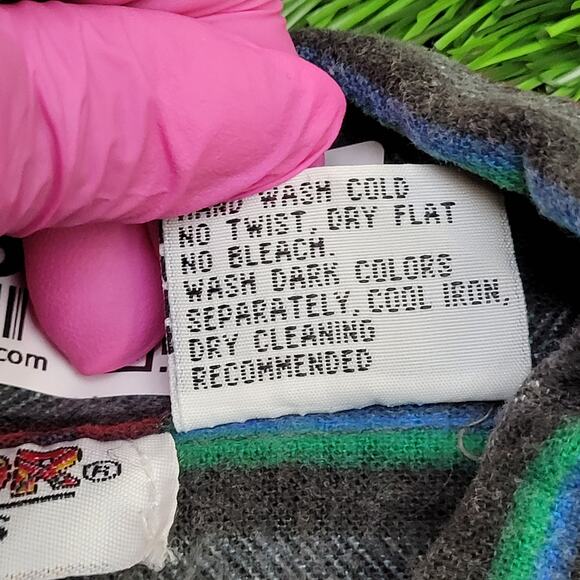 HAND WASH COLD
NO TWIST, DRY FLAT
NO BLEACH.
WASH DARK COLORS
SEPARATELY, COOL IRON,
DRY CLEANING
RECOMMENDED
.com
OR®